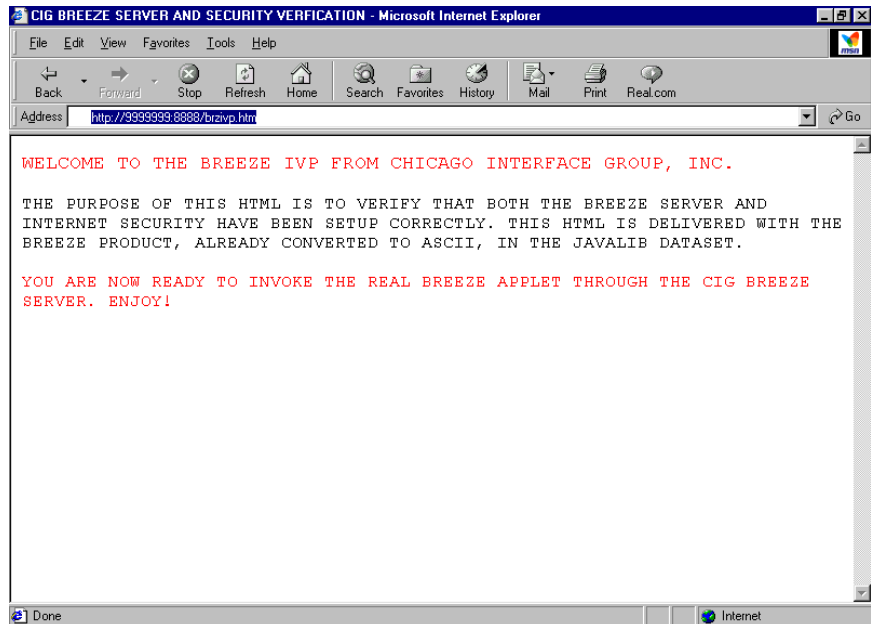 CIG BREEZE SERVER AND SECURITY VERFICATION - Microsoft Internet Explorer
File Edit View Favorites Tools Help
msn
Back Forward Stop Refresh Home Search Favorites History Mail Print Real.com
Address http://9999999:8888/brzivp.htm Go
WELCOME TO THE BREEZE IVP FROM CHICAGO INTERFACE GROUP, INC.
THE PURPOSE OF THIS HTML IS TO VERIFY THAT BOTH THE BREEZE SERVER AND
INTERNET SECURITY HAVE BEEN SETUP CORRECTLY. THIS HTML IS DELIVERED WITH THE
BREEZE PRODUCT, ALREADY CONVERTED TO ASCII, IN THE JAVALIB DATASET.
YOU ARE NOW READY TO INVOKE THE REAL BREEZE APPLET THROUGH THE CIG BREEZE
SERVER. ENJOY!
Done Internet